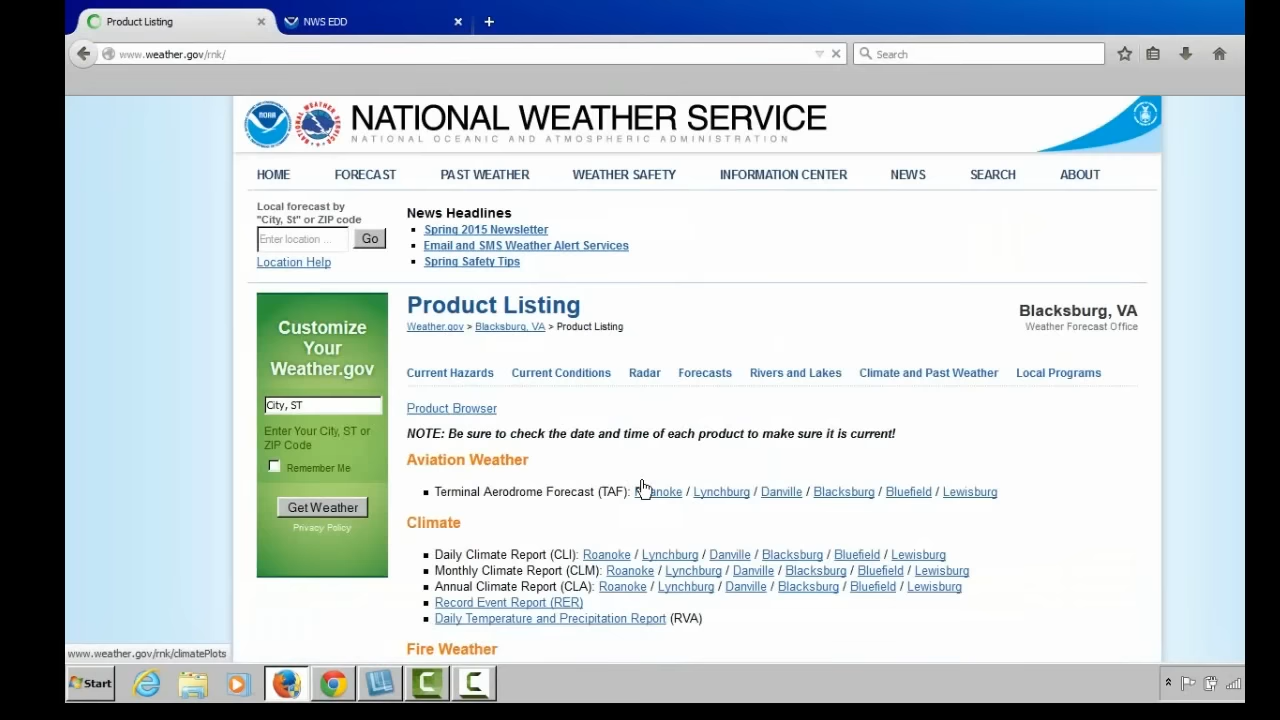 Product Listing
NWS EDD
www.weather.gov/rnk/
Search
NOAA
NATIONAL WEATHER SERVICE
NATIONAL OCEANIC AND ATMOSPHERIC ADMINISTRATION
HOME FORECAST PAST WEATHER WEATHER SAFETY INFORMATION CENTER NEWS SEARCH ABOUT
Local forecast by
"City, St" or ZIP code
Enter location ...
Go
Location Help
News Headlines
Spring 2015 Newsletter
Email and SMS Weather Alert Services
Spring Safety Tips
Customize
Your
Weather.gov
City, ST
Enter Your City, ST or
ZIP Code
Remember Me
Get Weather
Privacy Policy
Product Listing
Weather.gov > Blacksburg, VA > Product Listing
Blacksburg, VA
Weather Forecast Office
Current Hazards Current Conditions Radar Forecasts Rivers and Lakes Climate and Past Weather Local Programs
Product Browser
NOTE: Be sure to check the date and time of each product to make sure it is current!
Aviation Weather
Terminal Aerodrome Forecast (TAF): Roanoke / Lynchburg / Danville / Blacksburg / Bluefield / Lewisburg
Climate
Daily Climate Report (CLI): Roanoke / Lynchburg / Danville / Blacksburg / Bluefield / Lewisburg
Monthly Climate Report (CLM): Roanoke / Lynchburg / Danville / Blacksburg / Bluefield / Lewisburg
Annual Climate Report (CLA): Roanoke / Lynchburg / Danville / Blacksburg / Bluefield / Lewisburg
Record Event Report (RER)
Daily Temperature and Precipitation Report (RVA)
Fire Weather
www.weather.gov/rnk/climatePlots
Start